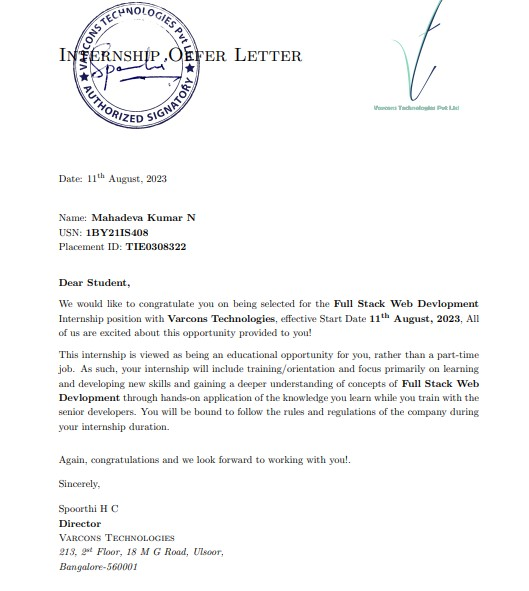 INTERNSHIP OFFER LETTER
VARCONS TECHNOLOGIES Pvt Ltd
AUTHORIZED SIGNATORY
Varcons Technologies Pvt Ltd
Date: 11th August, 2023
Name: Mahadeva Kumar N
USN: 1BY21IS408
Placement ID: TIE0308322
Dear Student,
We would like to congratulate you on being selected for the Full Stack Web Devlopment
Internship position with Varcons Technologies, effective Start Date 11th August, 2023, All
of us are excited about this opportunity provided to you!
This internship is viewed as being an educational opportunity for you, rather than a part-time
job. As such, your internship will include training/orientation and focus primarily on learning
and developing new skills and gaining a deeper understanding of concepts of Full Stack Web
Devlopment through hands-on application of the knowledge you learn while you train with the
senior developers. You will be bound to follow the rules and regulations of the company during
your internship duration.
Again, congratulations and we look forward to working with you!.
Sincerely,
Spoorthi H C
Director
VARCONS TECHNOLOGIES
213, 2st Floor, 18 M G Road, Ulsoor,
Bangalore-560001